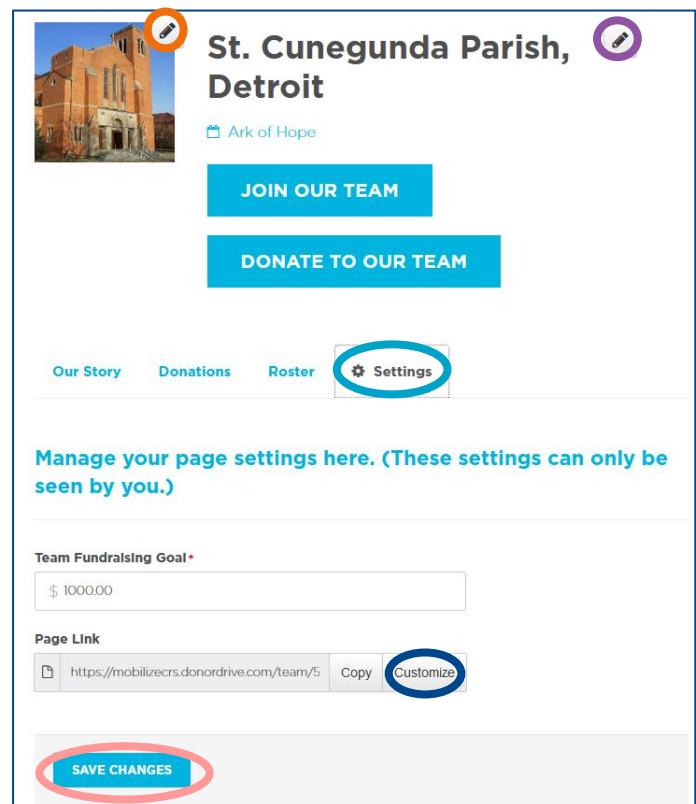 St. Cunegunda Parish,
Detroit
Ark of Hope
JOIN OUR TEAM
DONATE TO OUR TEAM
Our Story Donations Roster Settings
Manage your page settings here. (These settings can only be
seen by you.)
Team Fundraising Goal*
$ 1000.00
Page Link
https://mobilizecrs.donordrive.com/team/5 Copy Customize
SAVE CHANGES